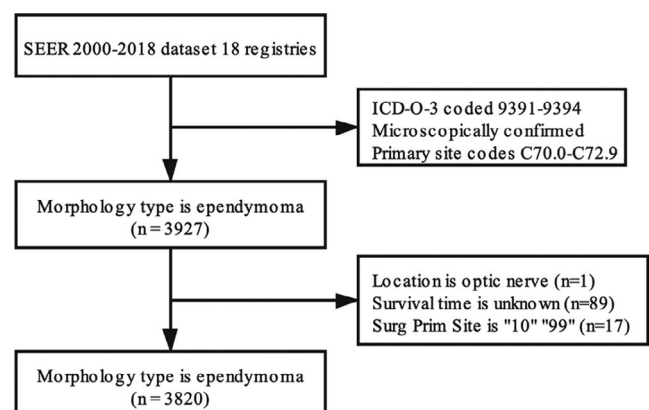 SEER 2000-2018 dataset 18 registries
ICD-O-3 coded 9391-9394
Microscopically confirmed
Primary site codes C70.0-C72.9
Morphology type is ependymoma
(n = 3927)
Location is optic nerve (n=1)
Survival time is unknown (n=89)
Surg Prim Site is "10" "99" (n=17)
Morphology type is ependymoma
(n = 3820)